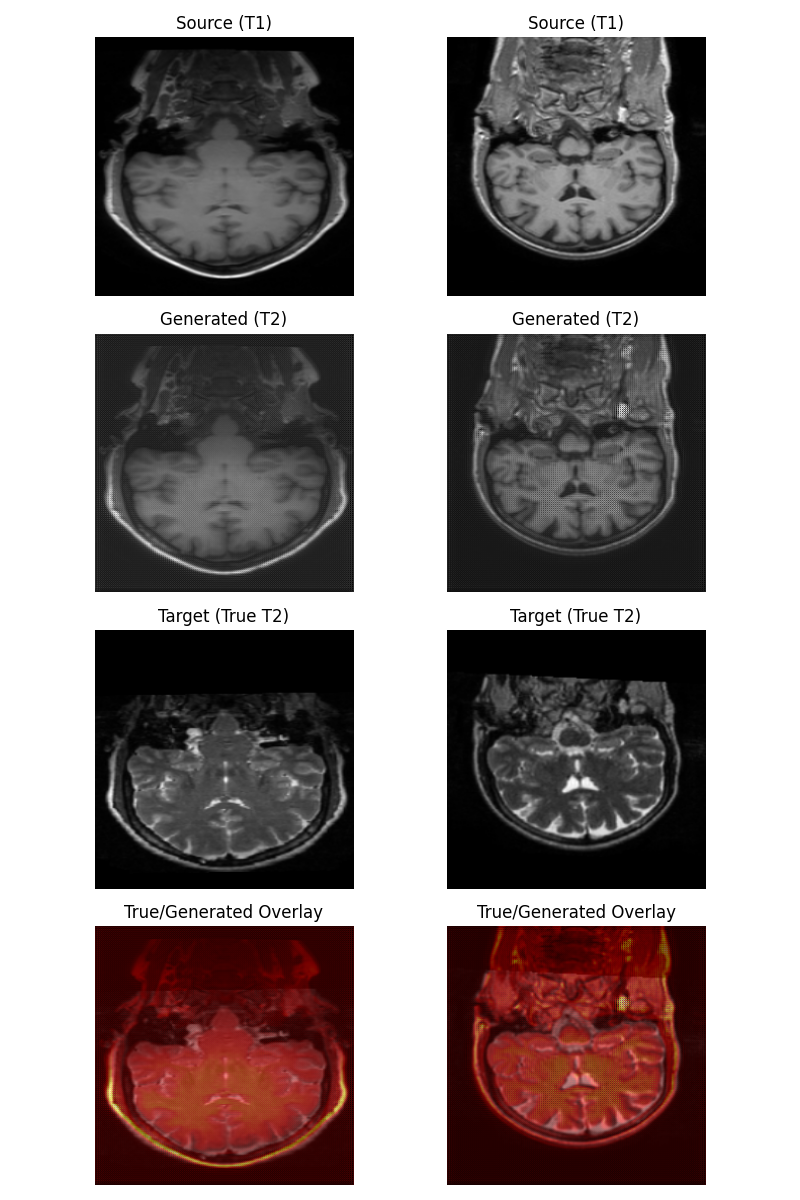 Source (T1)
Source (T1)
Generated (T2)
Generated (T2)
Target (True T2)
Target (True T2)
True/Generated Overlay
True/Generated Overlay